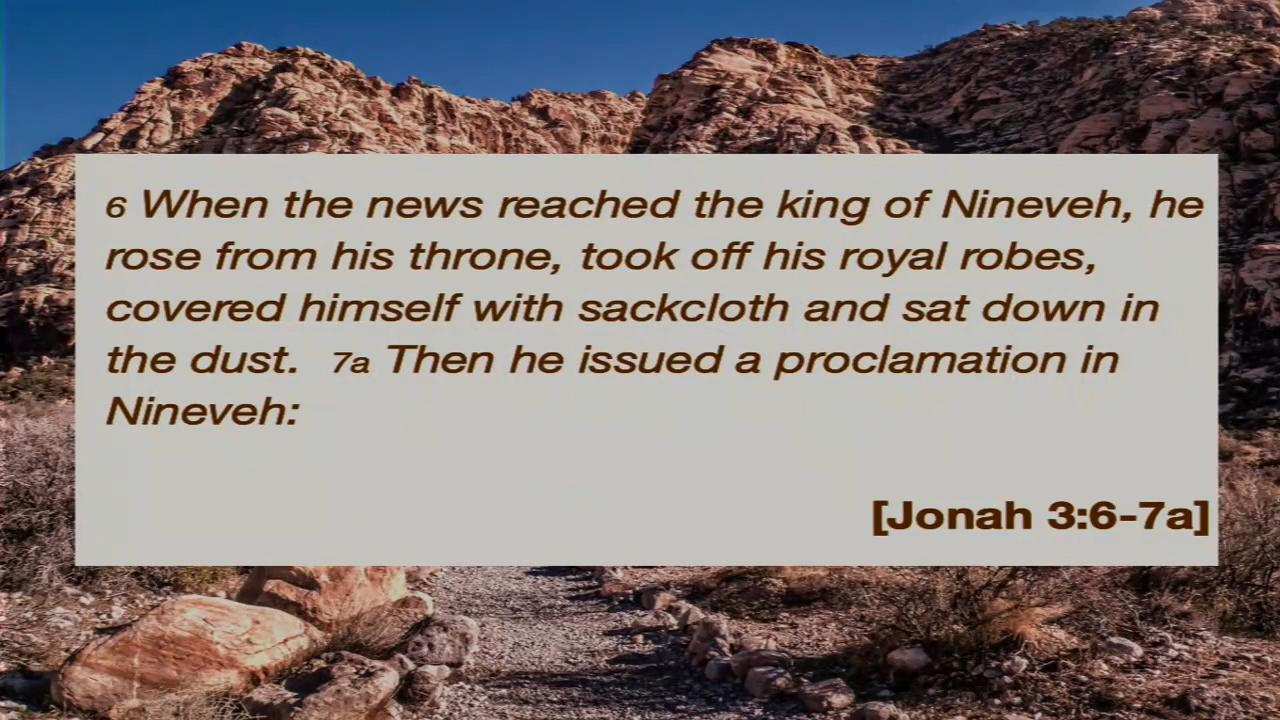 6 When the news reached the king of Nineveh, he
rose from his throne, took off his royal robes,
covered himself with sackcloth and sat down in
the dust. 7a Then he issued a proclamation in
Nineveh:
[Jonah 3:6-7a]